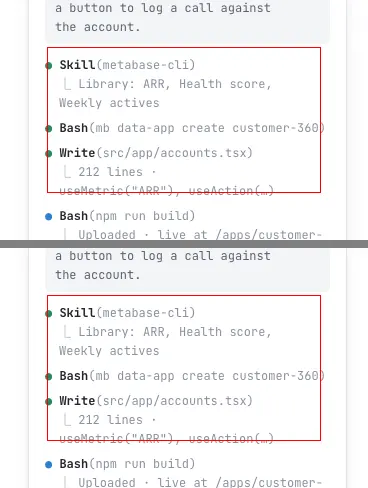 a button to log a call against
the account.
Skill(metabase-cli)
Library: ARR, Health score,
Weekly actives
Bash(mb data-app create customer-360)
Write(src/app/accounts.tsx)
212 lines ·
useMetric("ARR"), useAction(…)
Bash(npm run build)
Uploaded · live at /apps/customer-
a button to log a call against
the account.
Skill(metabase-cli)
Library: ARR, Health score,
Weekly actives
Bash(mb data-app create customer-360)
Write(src/app/accounts.tsx)
212 lines ·
useMetric("ARR"), useAction(…)
Bash(npm run build)
Uploaded · live at /apps/customer-